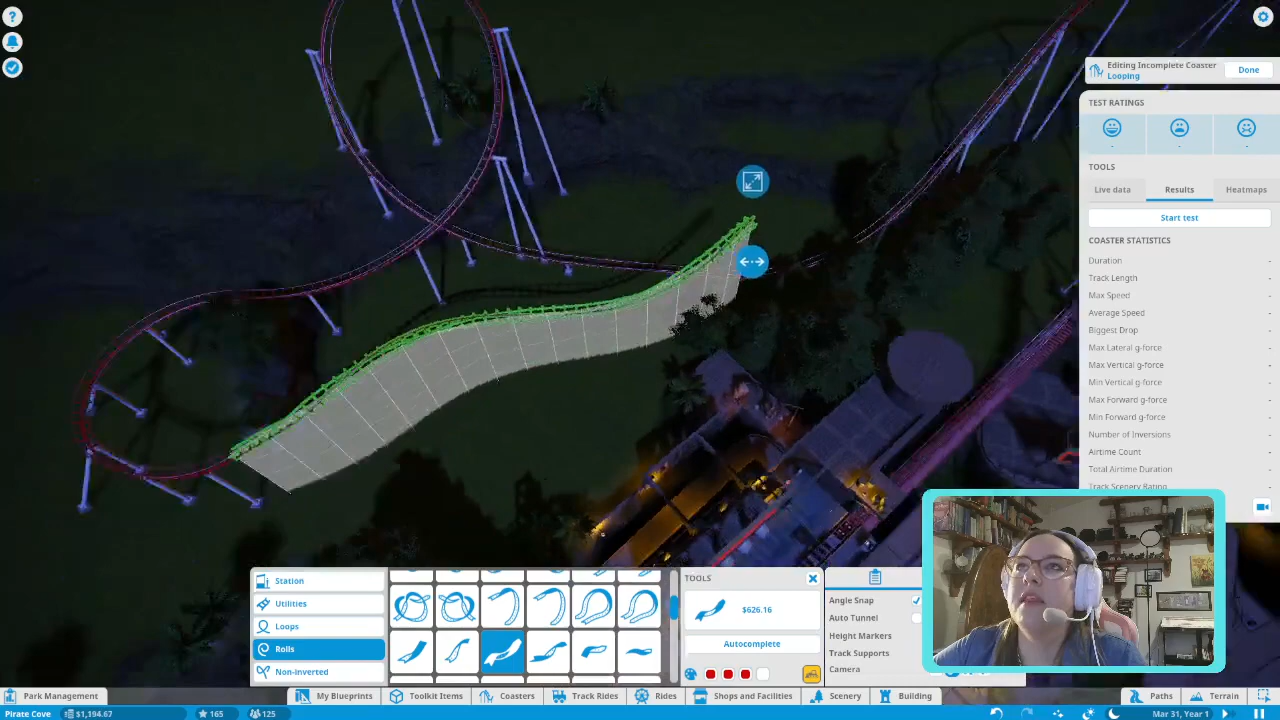 ?
Editing Incomplete Coaster
Looping
Done
TEST RATINGS
-
-
-
TOOLS
Live data
Results
Heatmaps
Start test
COASTER STATISTICS
Duration -
Track Length -
Max Speed -
Average Speed -
Biggest Drop -
Max Lateral g-force -
Max Vertical g-force -
Min Vertical g-force -
Max Forward g-force -
Min Forward g-force -
Number of Inversions -
Airtime Count -
Total Airtime Duration -
Track Scenery Rating -
Station
Utilities
Loops
Rolls
Non-inverted
TOOLS
$626.16
Autocomplete
Angle Snap
Auto Tunnel
Height Markers
Track Supports
Camera
Park Management
My Blueprints
Toolkit Items
Coasters
Track Rides
Rides
Shops and Facilities
Scenery
Building
Paths
Terrain
Pirate Cove
$1,194.67
165
125
Mar 31, Year 1